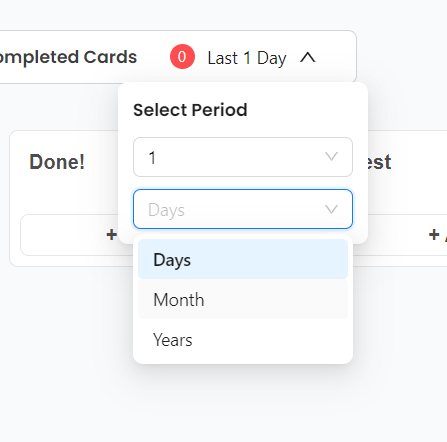 ompleted Cards 0 Last 1 Day
Select Period
1
Done!
est
Days
+
+
Days
Month
Years